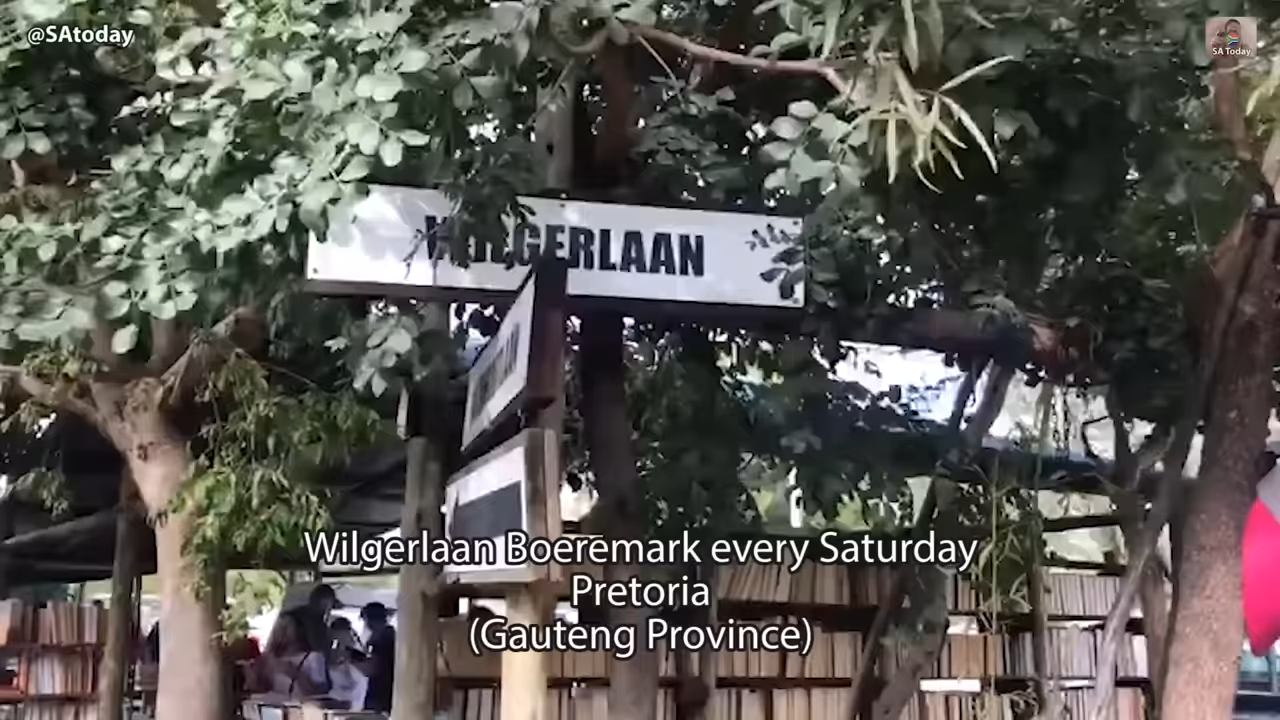 @SAtoday
SA Today
WILGERLAAN
Wilgerlaan Boeremark every Saturday
Pretoria
(Gauteng Province)